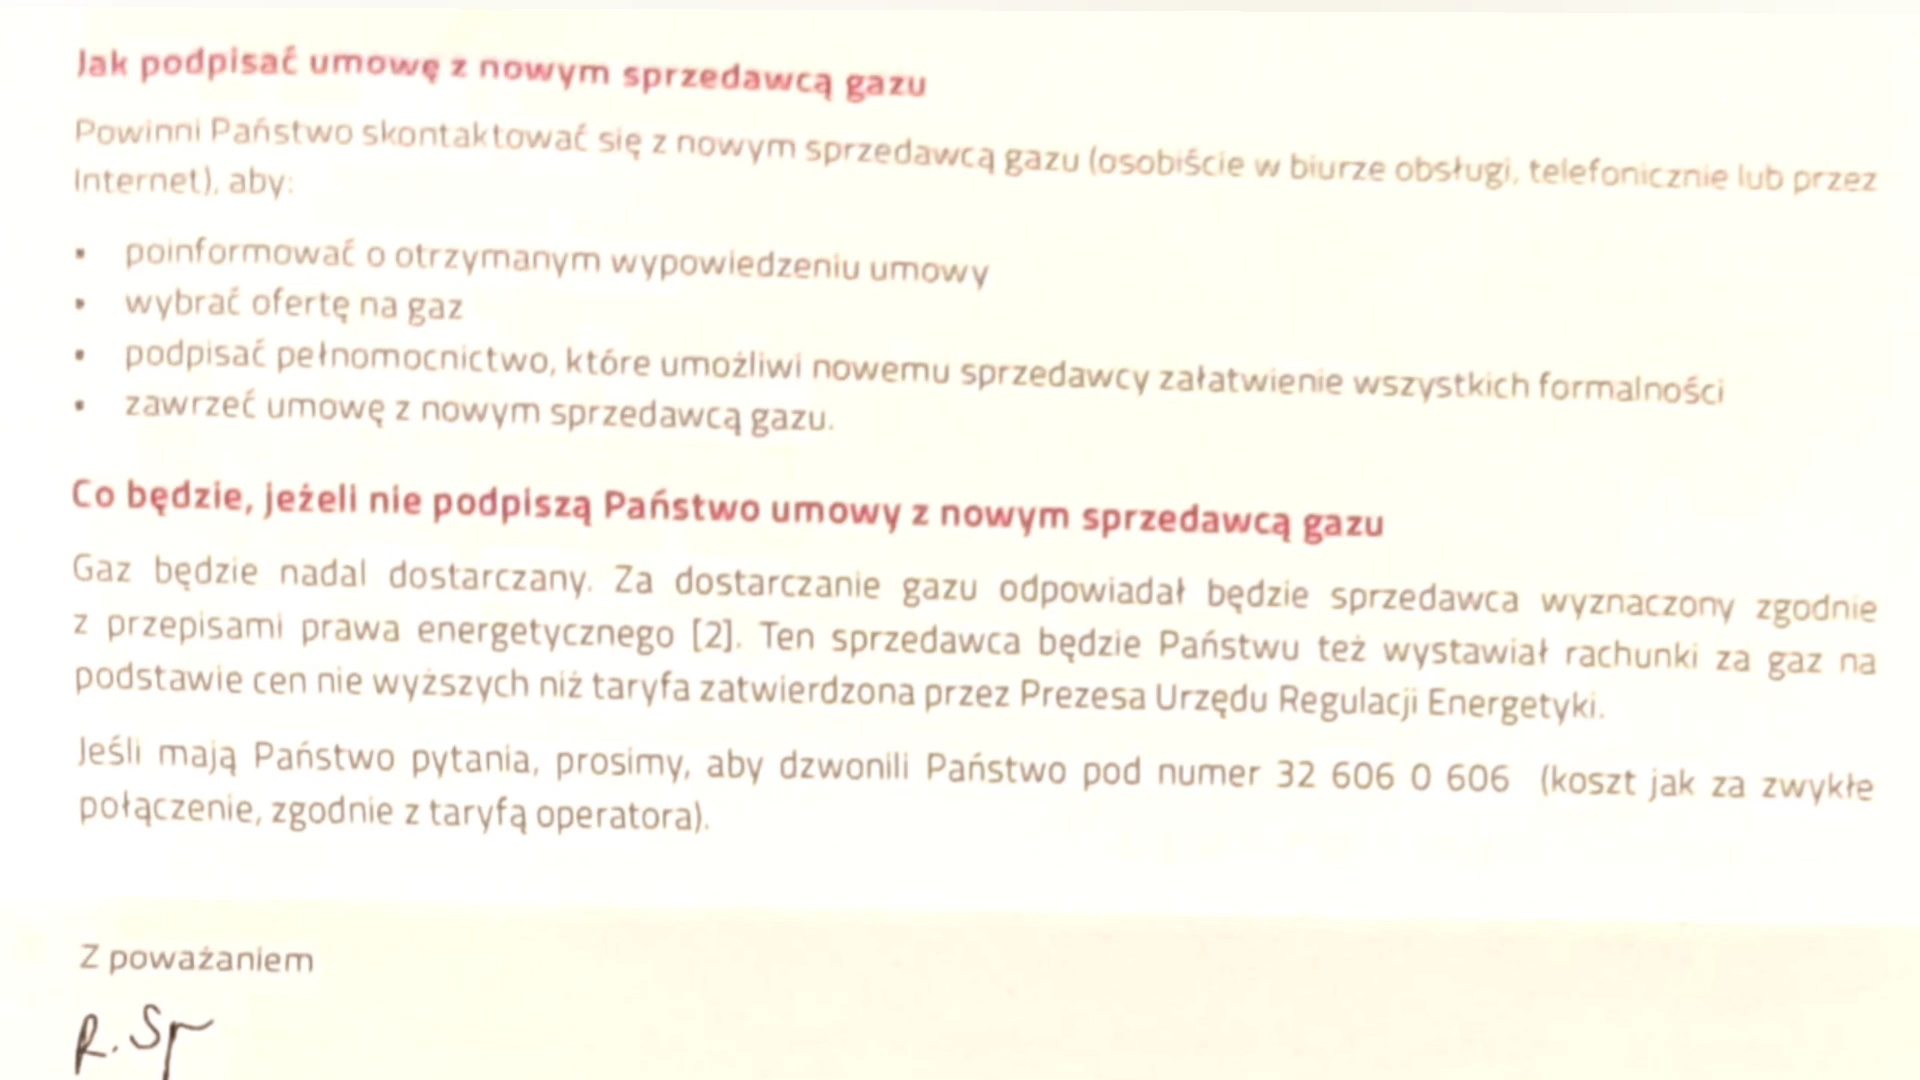 Jak podpisać umowę z nowym sprzedawcą gazu
Powinni Państwo skontaktować się z nowym sprzedawcą gazu (osobiście w biurze obsługi, telefonicznie lub przez
Internet), aby:
▪ poinformować o otrzymanym wypowiedzeniu umowy
▪ wybrać ofertę na gaz
▪ podpisać pełnomocnictwo, które umożliwi nowemu sprzedawcy załatwienie wszystkich formalności
▪ zawrzeć umowę z nowym sprzedawcą gazu.
Co będzie, jeżeli nie podpiszą Państwo umowy z nowym sprzedawcą gazu
Gaz będzie nadal dostarczany. Za dostarczanie gazu odpowiadał będzie sprzedawca wyznaczony zgodnie
z przepisami prawa energetycznego [2]. Ten sprzedawca będzie Państwu też wystawiał rachunki za gaz na
podstawie cen nie wyższych niż taryfa zatwierdzona przez Prezesa Urzędu Regulacji Energetyki.
Jeśli mają Państwo pytania, prosimy, aby dzwonili Państwo pod numer 32 606 0 606 (koszt jak za zwykłe
połączenie, zgodnie z taryfą operatora).
Z poważaniem